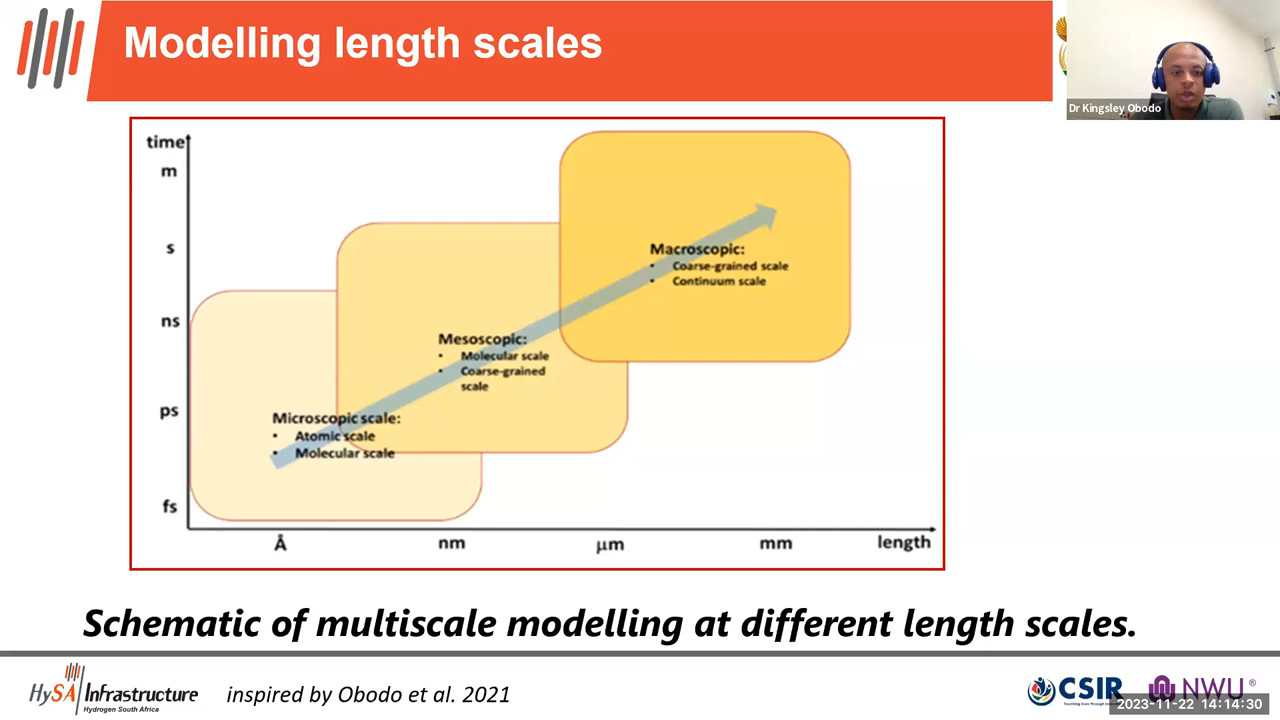 Modelling length scales
Dr Kingsley Obodo
time
m
s
ns
ps
fs
Macroscopic:
• Coarse-grained scale
• Continuum scale
Mesoscopic:
• Molecular scale
• Coarse-grained
scale
Microscopic scale:
• Atomic scale
• Molecular scale
Å
nm
μm
mm
length
Schematic of multiscale modelling at different length scales.
HySA Infrastructure
Hydrogen South Africa
inspired by Obodo et al. 2021
CSIR
NWU®
2023-11-22 14:14:30